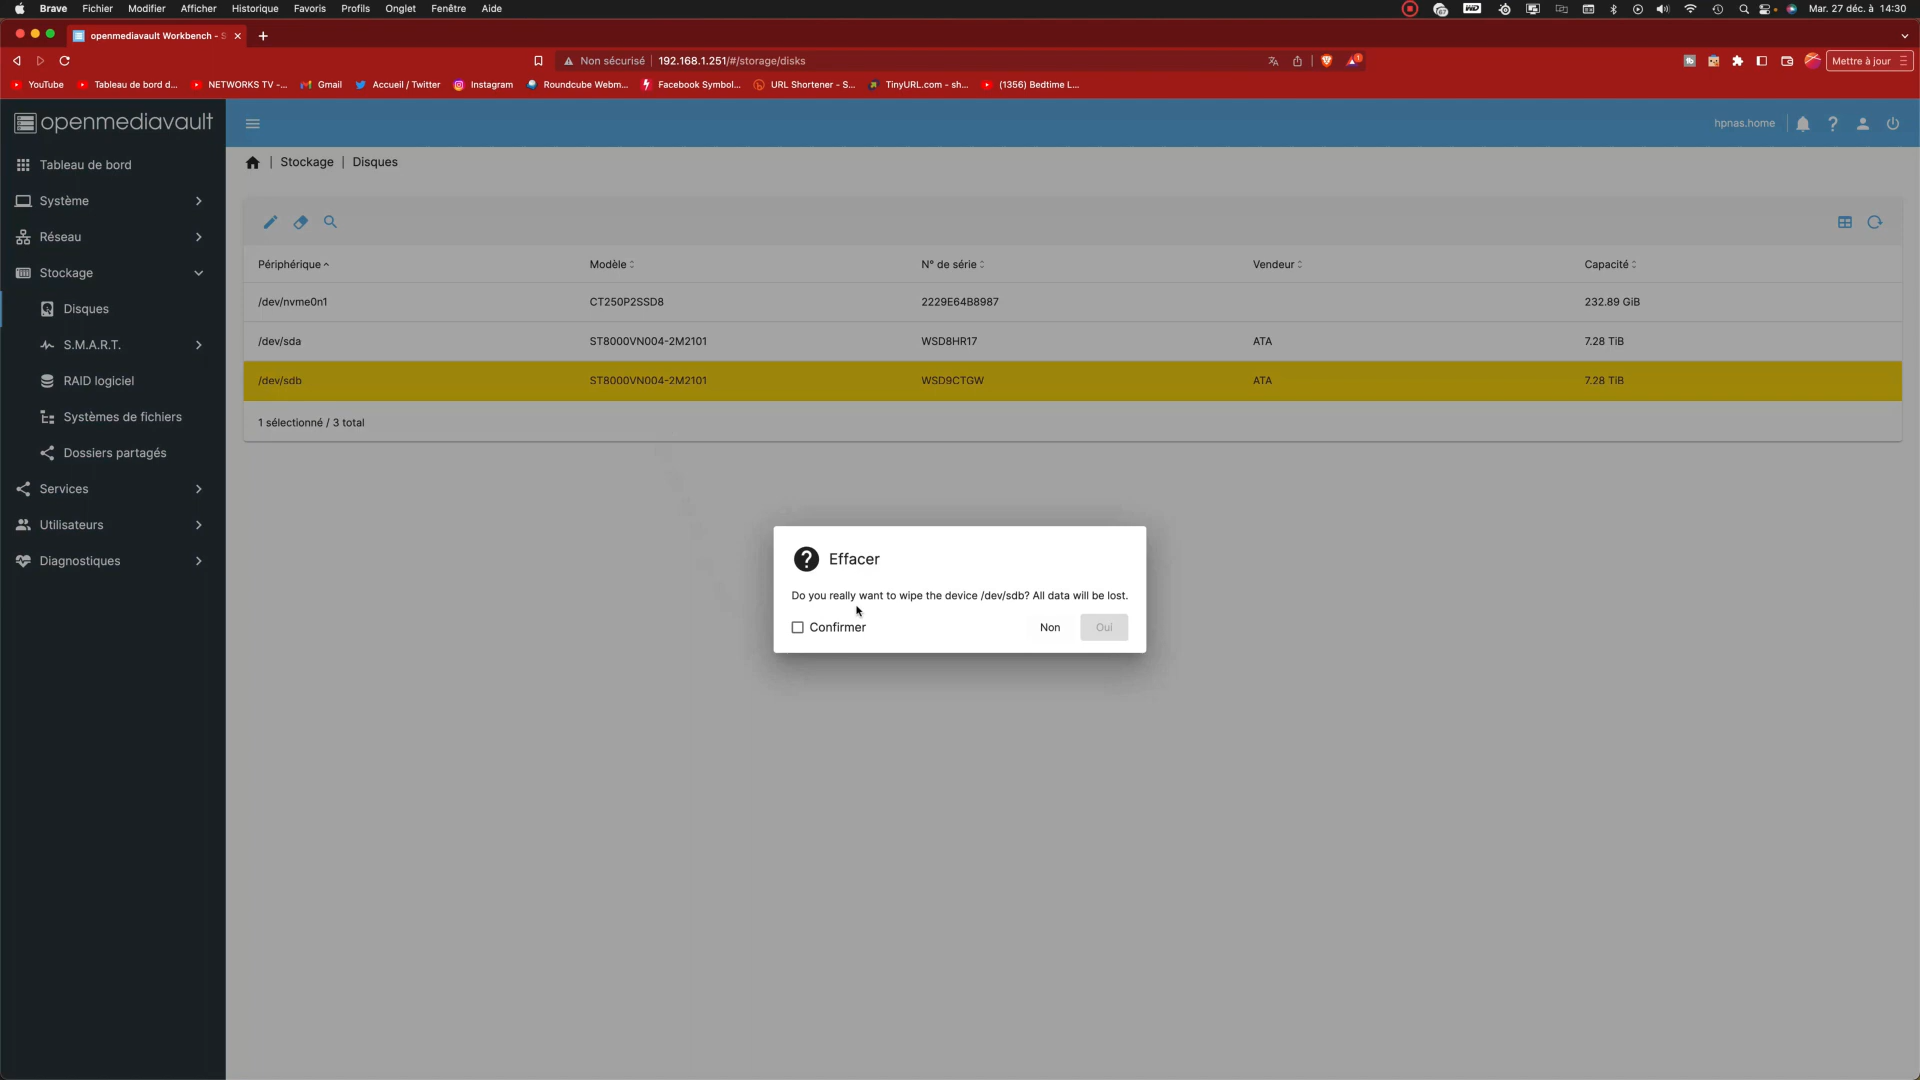 Brave Fichier Modifier Afficher Historique Favoris Profils Onglet Fenêtre Aide Mar. 27 déc. à 14:30
openmediavault Workbench - S
Non sécurisé 192.168.1.251/#/storage/disks Mettre à jour
YouTube Tableau de bord d... NETWORKS TV -... Gmail Accueil / Twitter Instagram Roundcube Webm... Facebook Symbol... URL Shortener - S... TinyURL.com - sh... (1356) Bedtime L...
openmediavault
hpnas.home
Stockage | Disques
Tableau de bord
Système
Réseau
Stockage
Disques
S.M.A.R.T.
RAID logiciel
Systèmes de fichiers
Dossiers partagés
Services
Utilisateurs
Diagnostiques
Périphérique Modèle N° de série Vendeur Capacité
/dev/nvme0n1 CT250P2SSD8 2229E64B8987 232.89 GiB
/dev/sda ST8000VN004-2M2101 WSD8HR17 ATA 7.28 TiB
/dev/sdb ST8000VN004-2M2101 WSD9CTGW ATA 7.28 TiB
1 sélectionné / 3 total
Effacer
Do you really want to wipe the device /dev/sdb? All data will be lost.
Confirmer Non Oui